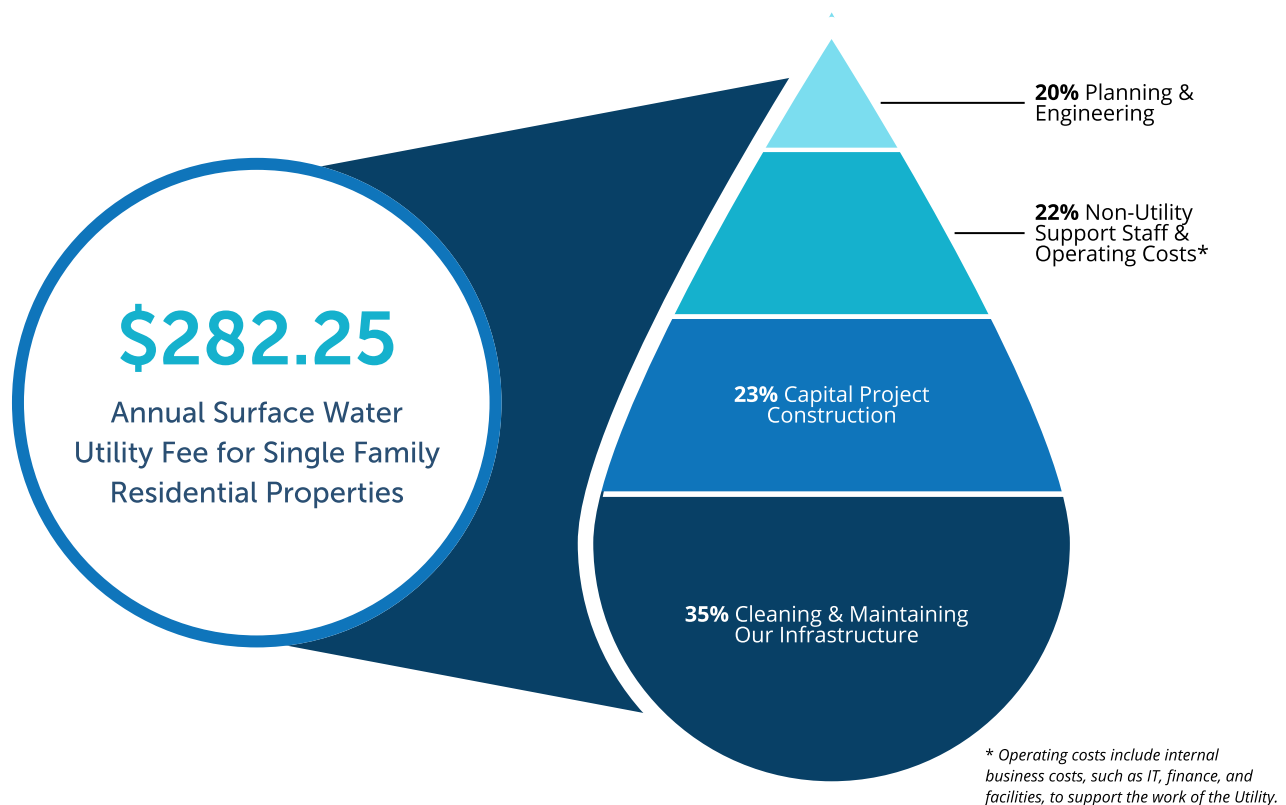 $282.25
Annual Surface Water
Utility Fee for Single Family
Residential Properties
20% Planning &
Engineering
22% Non-Utility
Support Staff &
Operating Costs*
23% Capital Project
Construction
35% Cleaning & Maintaining
Our Infrastructure
* Operating costs include internal
business costs, such as IT, finance, and
facilities, to support the work of the Utility.